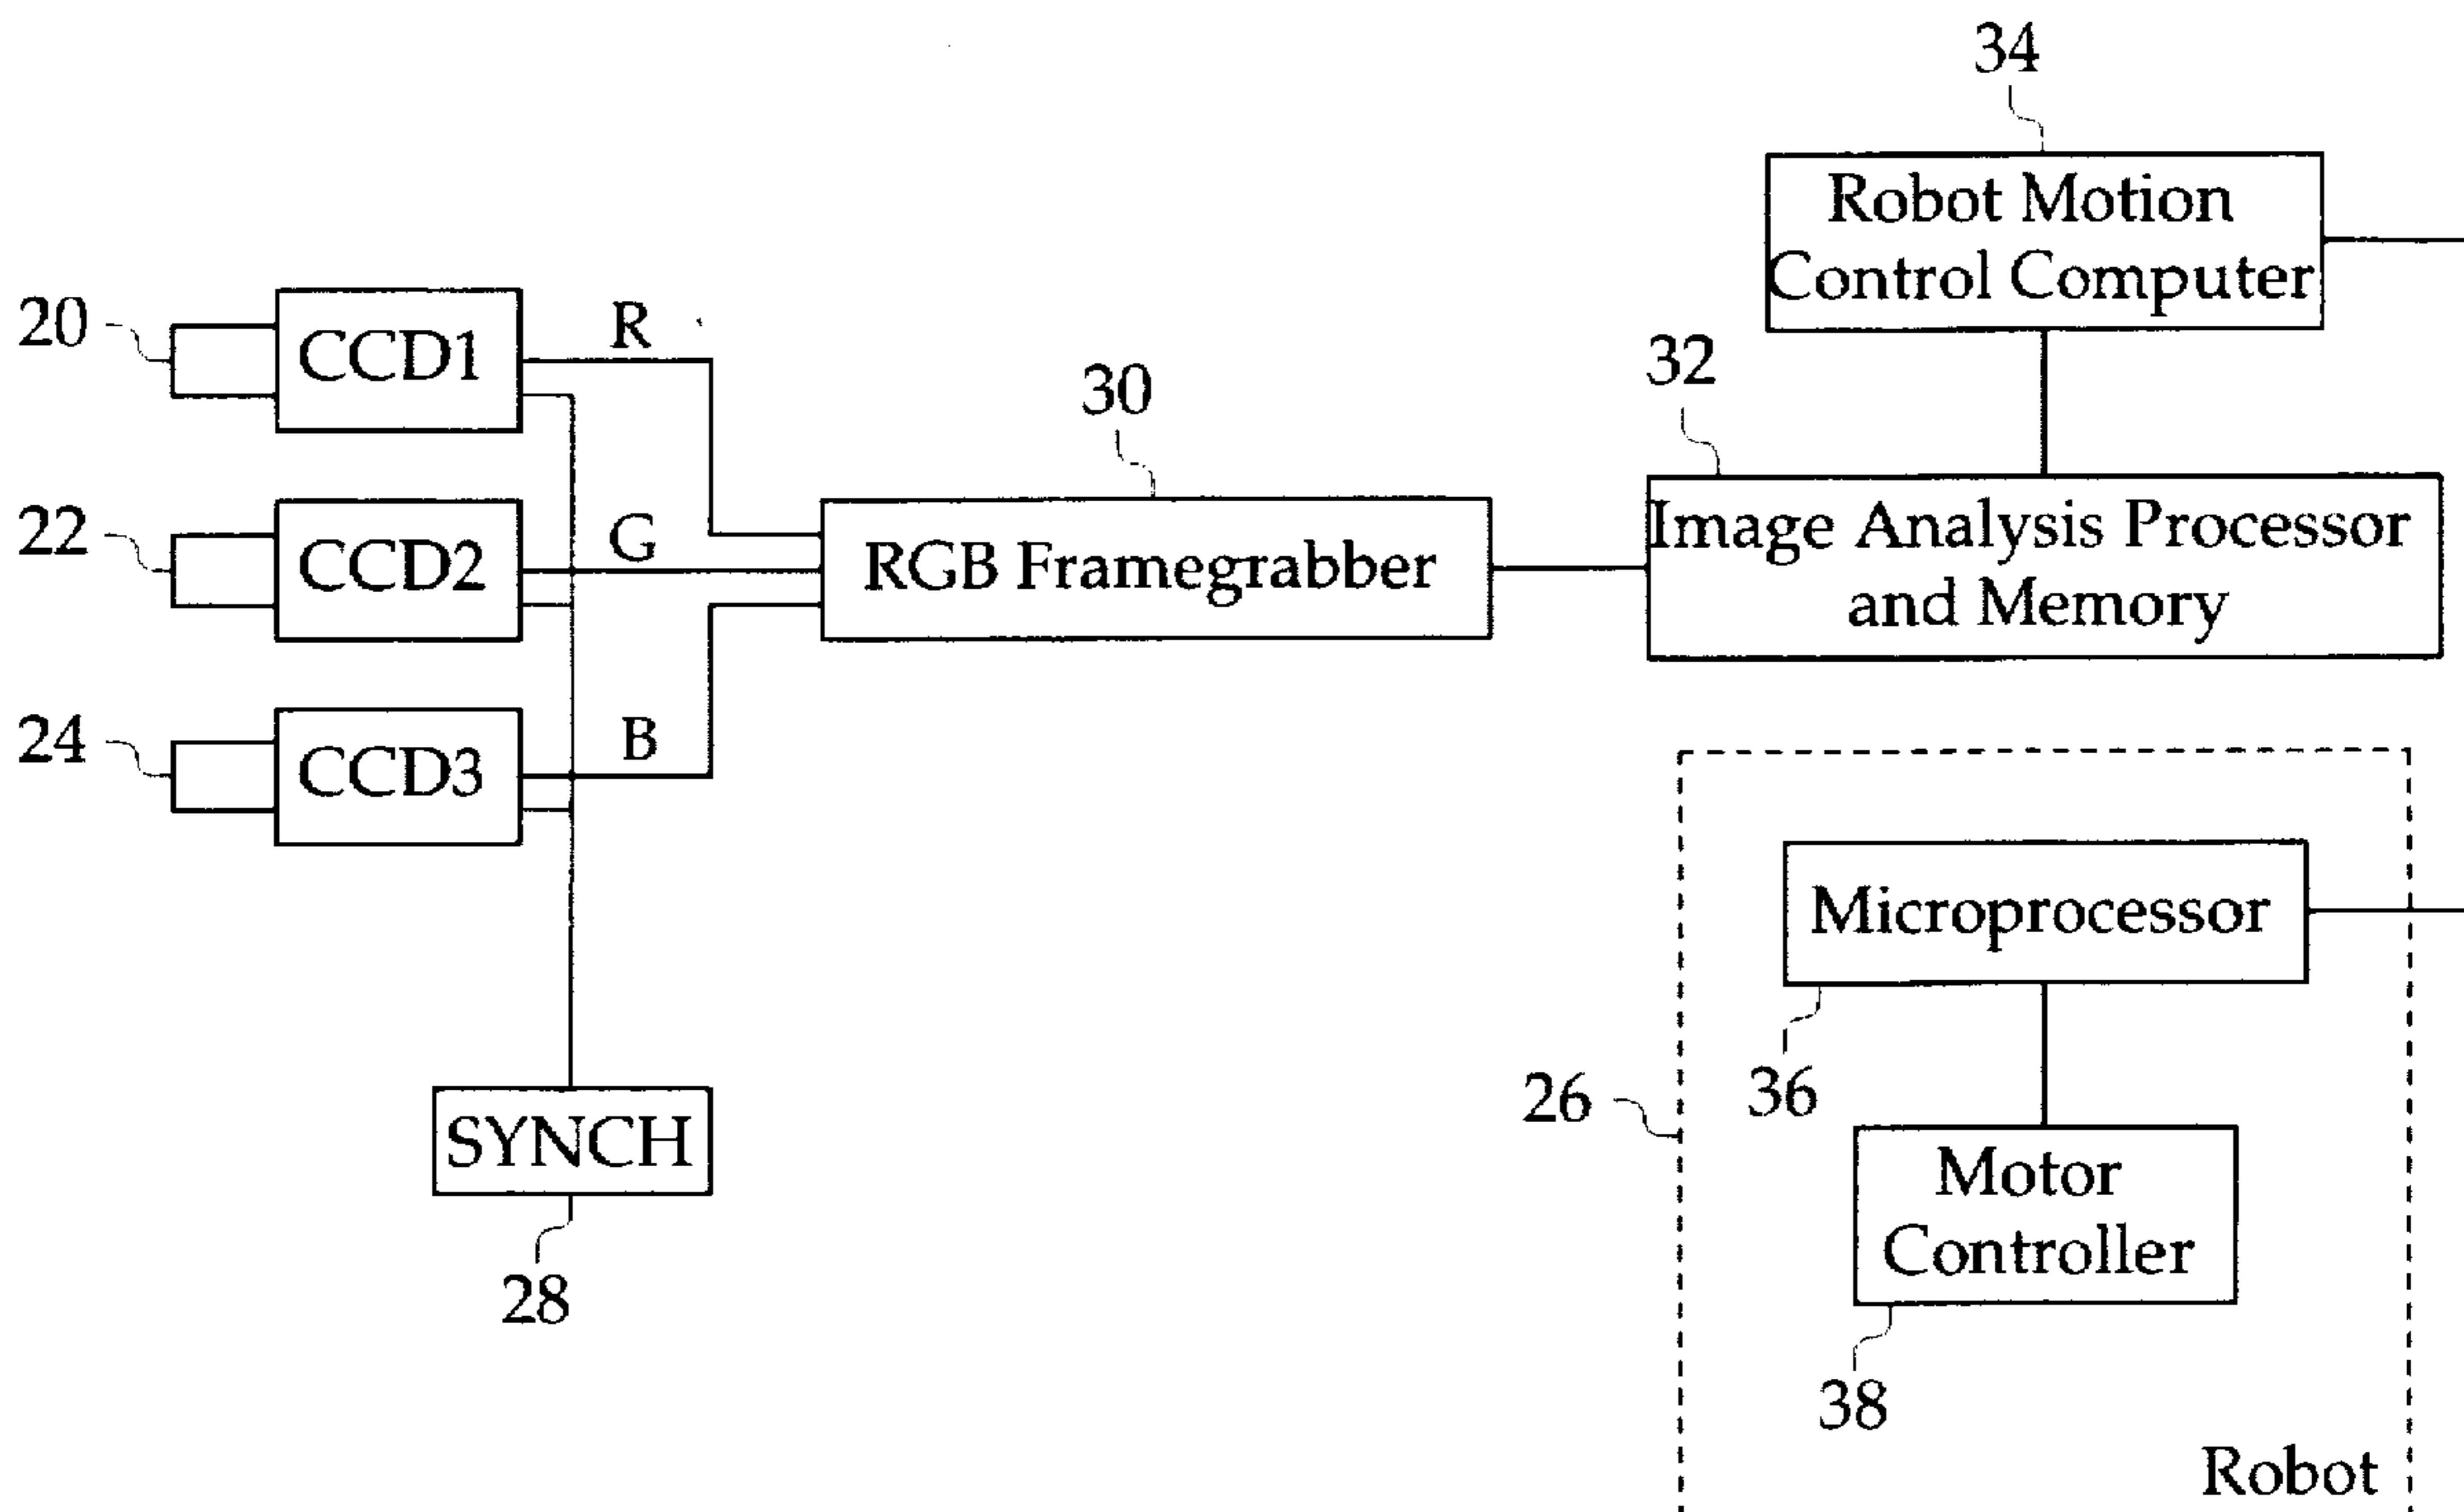 34
Robot Motion
Control Computer
20
CCD1
R
32
30
22
CCD2
G
RGB Framegrabber
Image Analysis Processor
and Memory
24
CCD3
B
Microprocessor
36
26
SYNCH
28
Motor
Controller
38
Robot